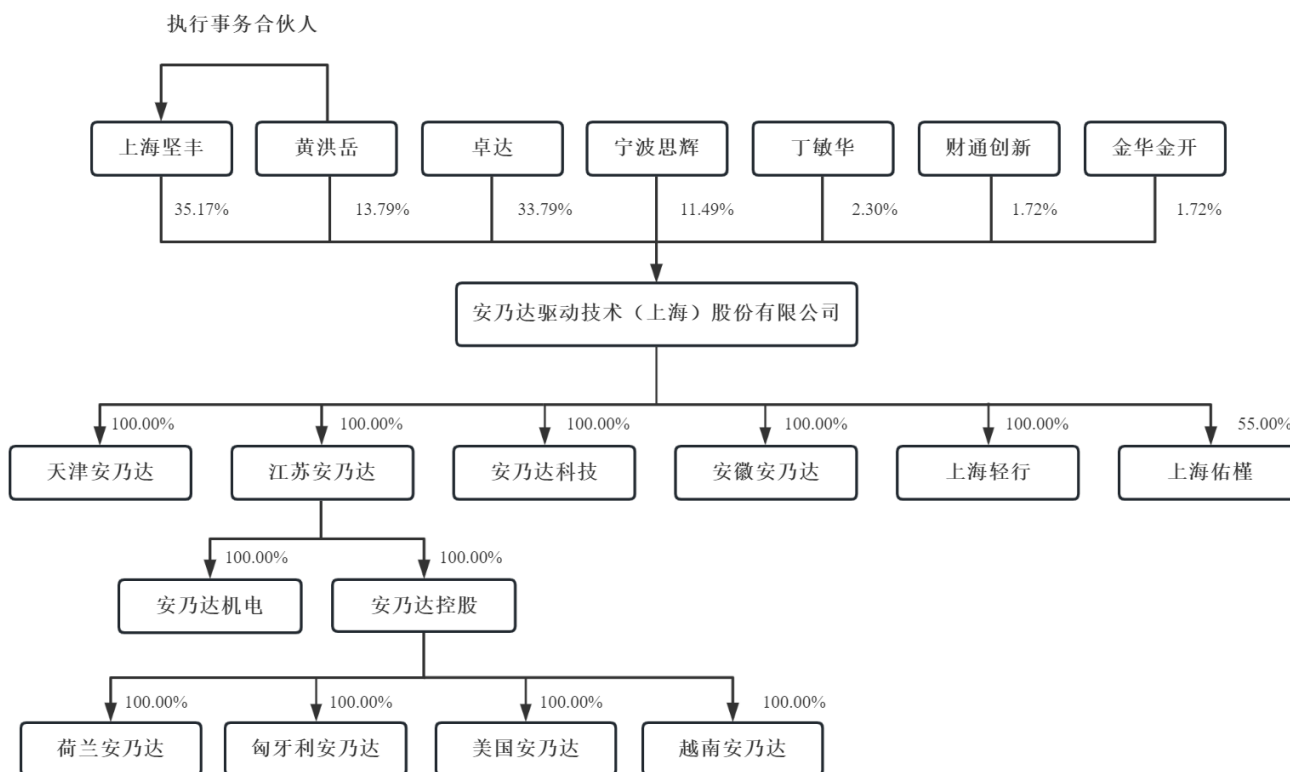 执行事务合伙人
上海坚丰 黄洪岳 卓达 宁波思辉 丁敏华 财通创新 金华金开
35.17% 13.79% 33.79% 11.49% 2.30% 1.72% 1.72%
安乃达驱动技术（上海）股份有限公司
100.00% 100.00% 100.00% 100.00% 100.00% 55.00%
天津安乃达 江苏安乃达 安乃达科技 安徽安乃达 上海轻行 上海佑槿
100.00% 100.00%
安乃达机电 安乃达控股
100.00% 100.00% 100.00% 100.00%
荷兰安乃达 匈牙利安乃达 美国安乃达 越南安乃达